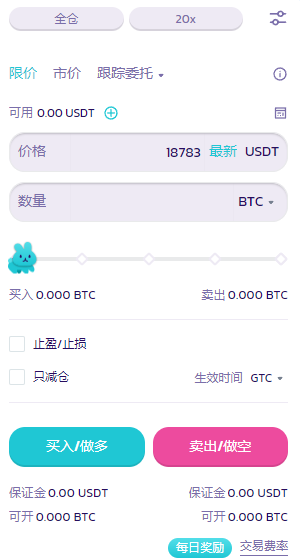 全仓 20x
限价 市价 跟踪委托
可用 0.00 USDT
价格 18783 最新 USDT
数量 BTC
买入 0.000 BTC 卖出 0.000 BTC
止盈/止损
只减仓 生效时间 GTC
买入/做多 卖出/做空
保证金 0.00 USDT 保证金 0.00 USDT
可开 0.000 BTC 可开 0.000 BTC
每日奖励 交易费率